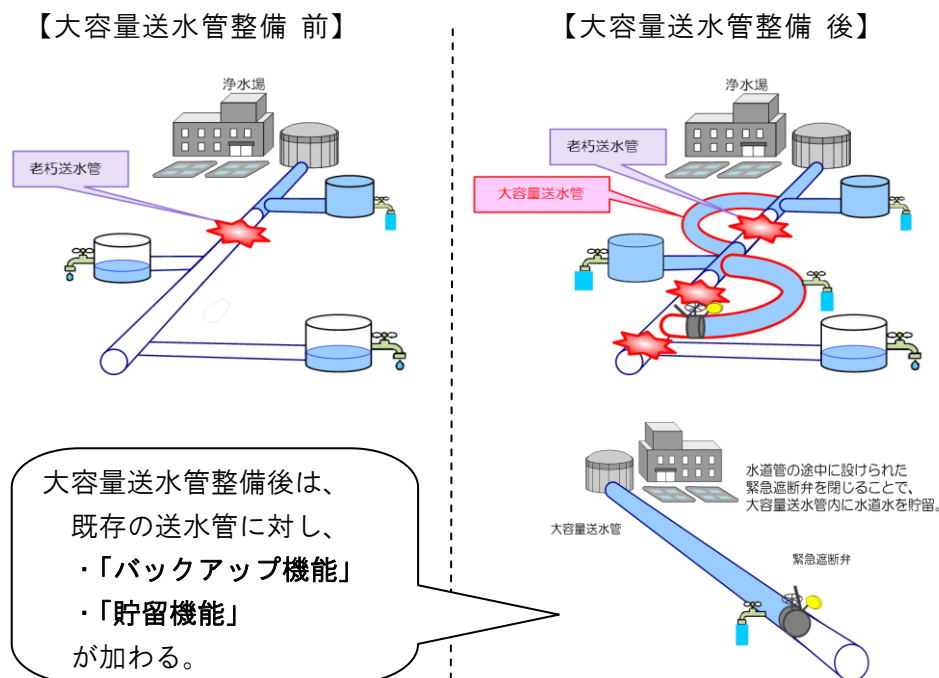 【大容量送水管整備 前】
浄水場
老朽送水管
大容量送水管整備後は、
既存の送水管に対し、
・「バックアップ機能」
・「貯留機能」
が加わる。
【大容量送水管整備 後】
浄水場
老朽送水管
大容量送水管
水道管の途中に設けられた
緊急遮断弁を閉じることで、
大容量送水管内に水道水を貯留。
大容量送水管
緊急遮断弁